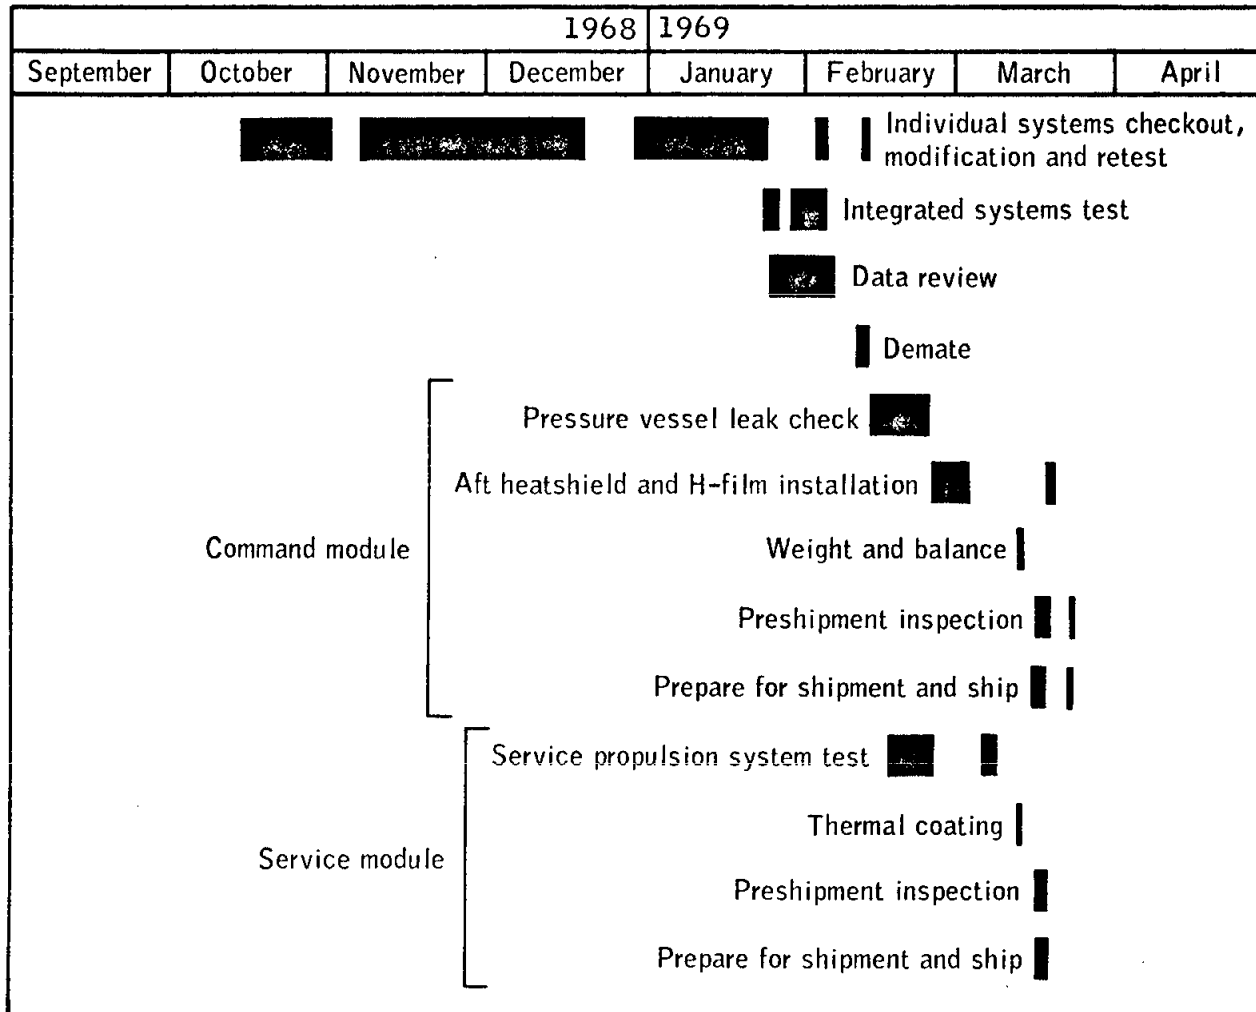 1968 1969
September October November December January February March April
Individual systems checkout,
modification and retest
Integrated systems test
Data review
Demate
Pressure vessel leak check
Aft heatshield and H-film installation
Command module
Weight and balance
Preshipment inspection
Prepare for shipment and ship
Service propulsion system test
Thermal coating
Service module
Preshipment inspection
Prepare for shipment and ship